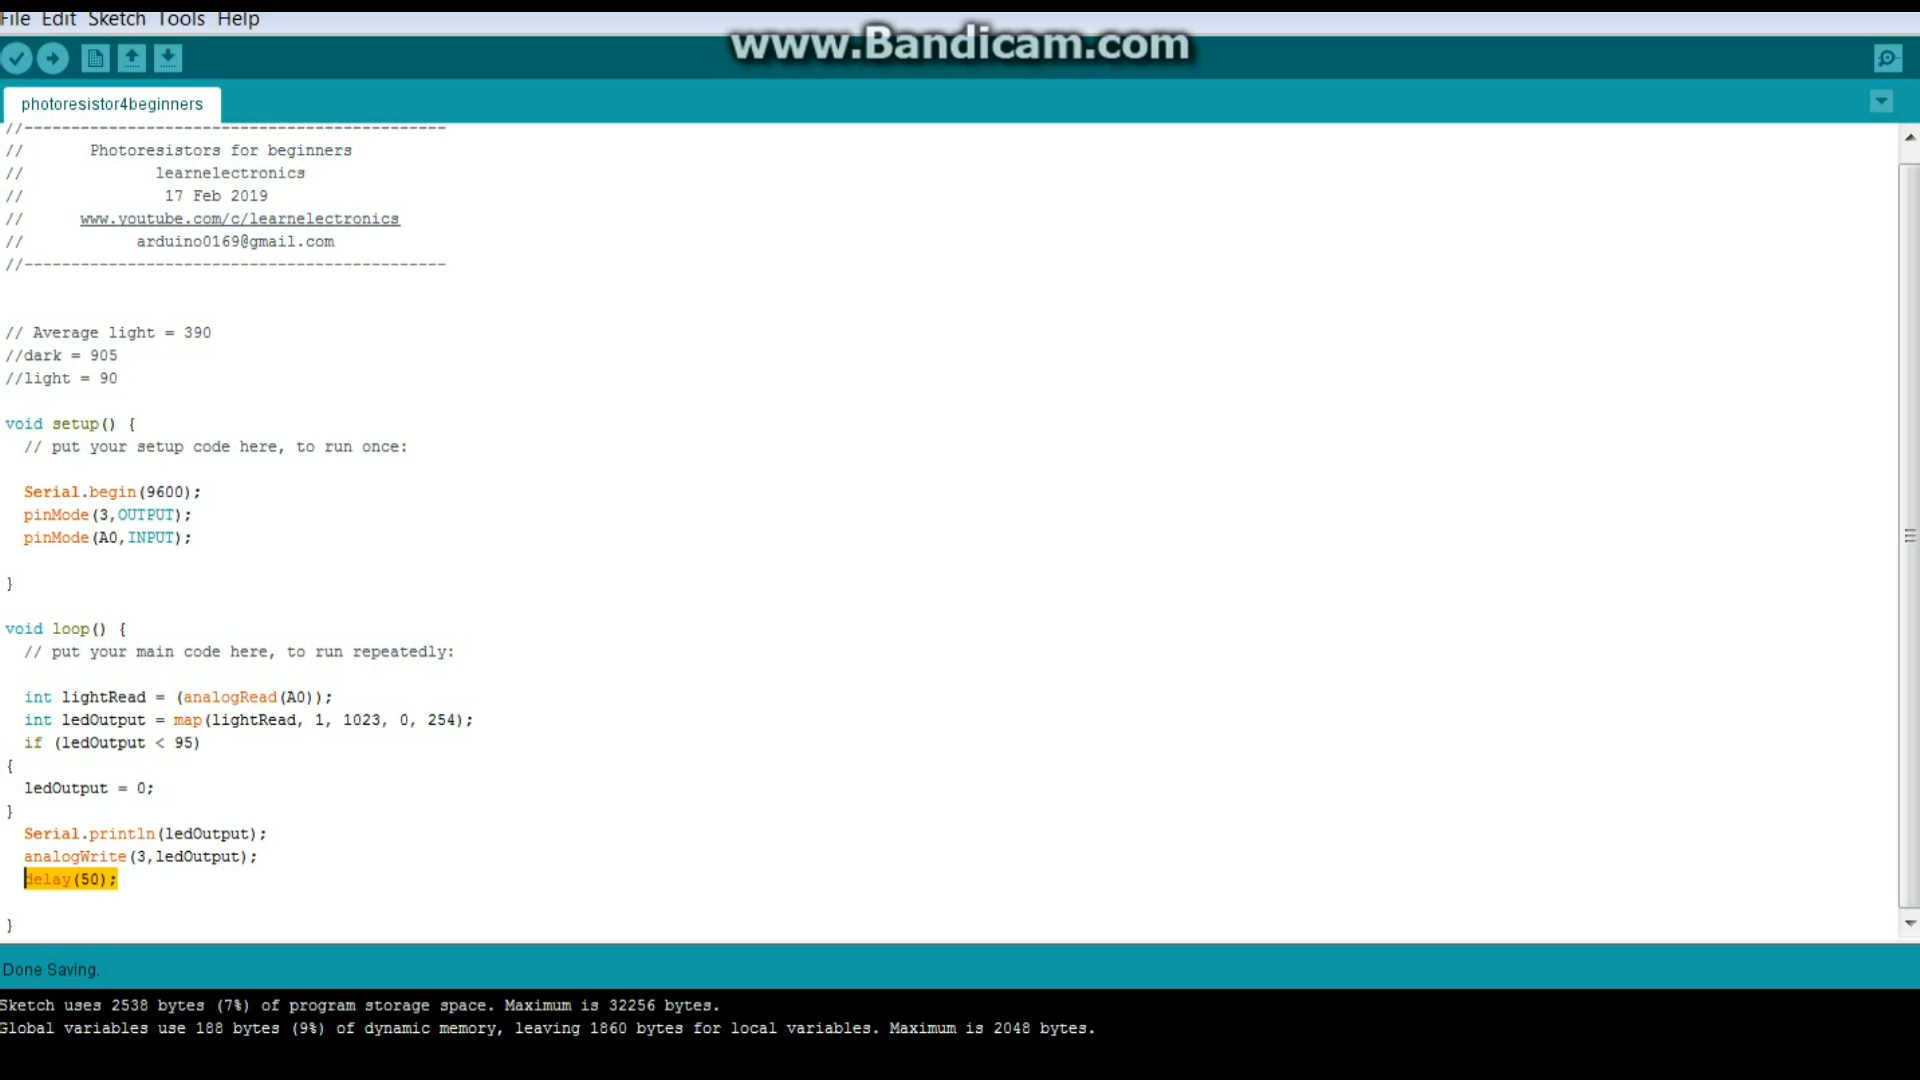 File Edit Sketch Tools Help
www.Bandicam.com
photoresistor4beginners
//---------------------------------------------
// Photoresistors for beginners
// learnelectronics
// 17 Feb 2019
// www.youtube.com/c/learnelectronics
// arduino0169@gmail.com
//---------------------------------------------
// Average light = 390
//dark = 905
//light = 90
void setup() {
// put your setup code here, to run once:
Serial.begin(9600);
pinMode(3,OUTPUT);
pinMode(A0,INPUT);
}
void loop() {
// put your main code here, to run repeatedly:
int lightRead = (analogRead(A0));
int ledOutput = map(lightRead, 1, 1023, 0, 254);
if (ledOutput < 95)
{
ledOutput = 0;
}
Serial.println(ledOutput);
analogWrite(3,ledOutput);
delay(50);
}
Done Saving.
Sketch uses 2538 bytes (7%) of program storage space. Maximum is 32256 bytes.
Global variables use 188 bytes (9%) of dynamic memory, leaving 1860 bytes for local variables. Maximum is 2048 bytes.